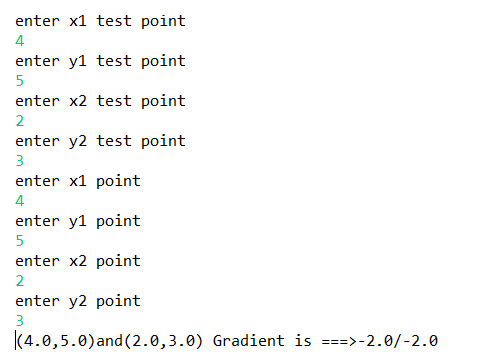 enter x1 test point
4
enter y1 test point
5
enter x2 test point
2
enter y2 test point
3
enter x1 point
4
enter y1 point
5
enter x2 point
2
enter y2 point
3
(4.0,5.0)and(2.0,3.0) Gradient is ===>-2.0/-2.0